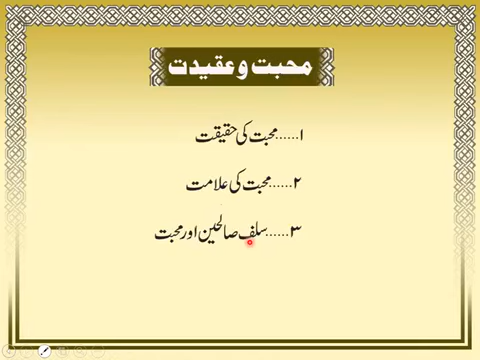 محبت و عقیدت
۱......محبت کی حقیقت
۲......محبت کی علامت
۳.....سلف صالحین اور محبت